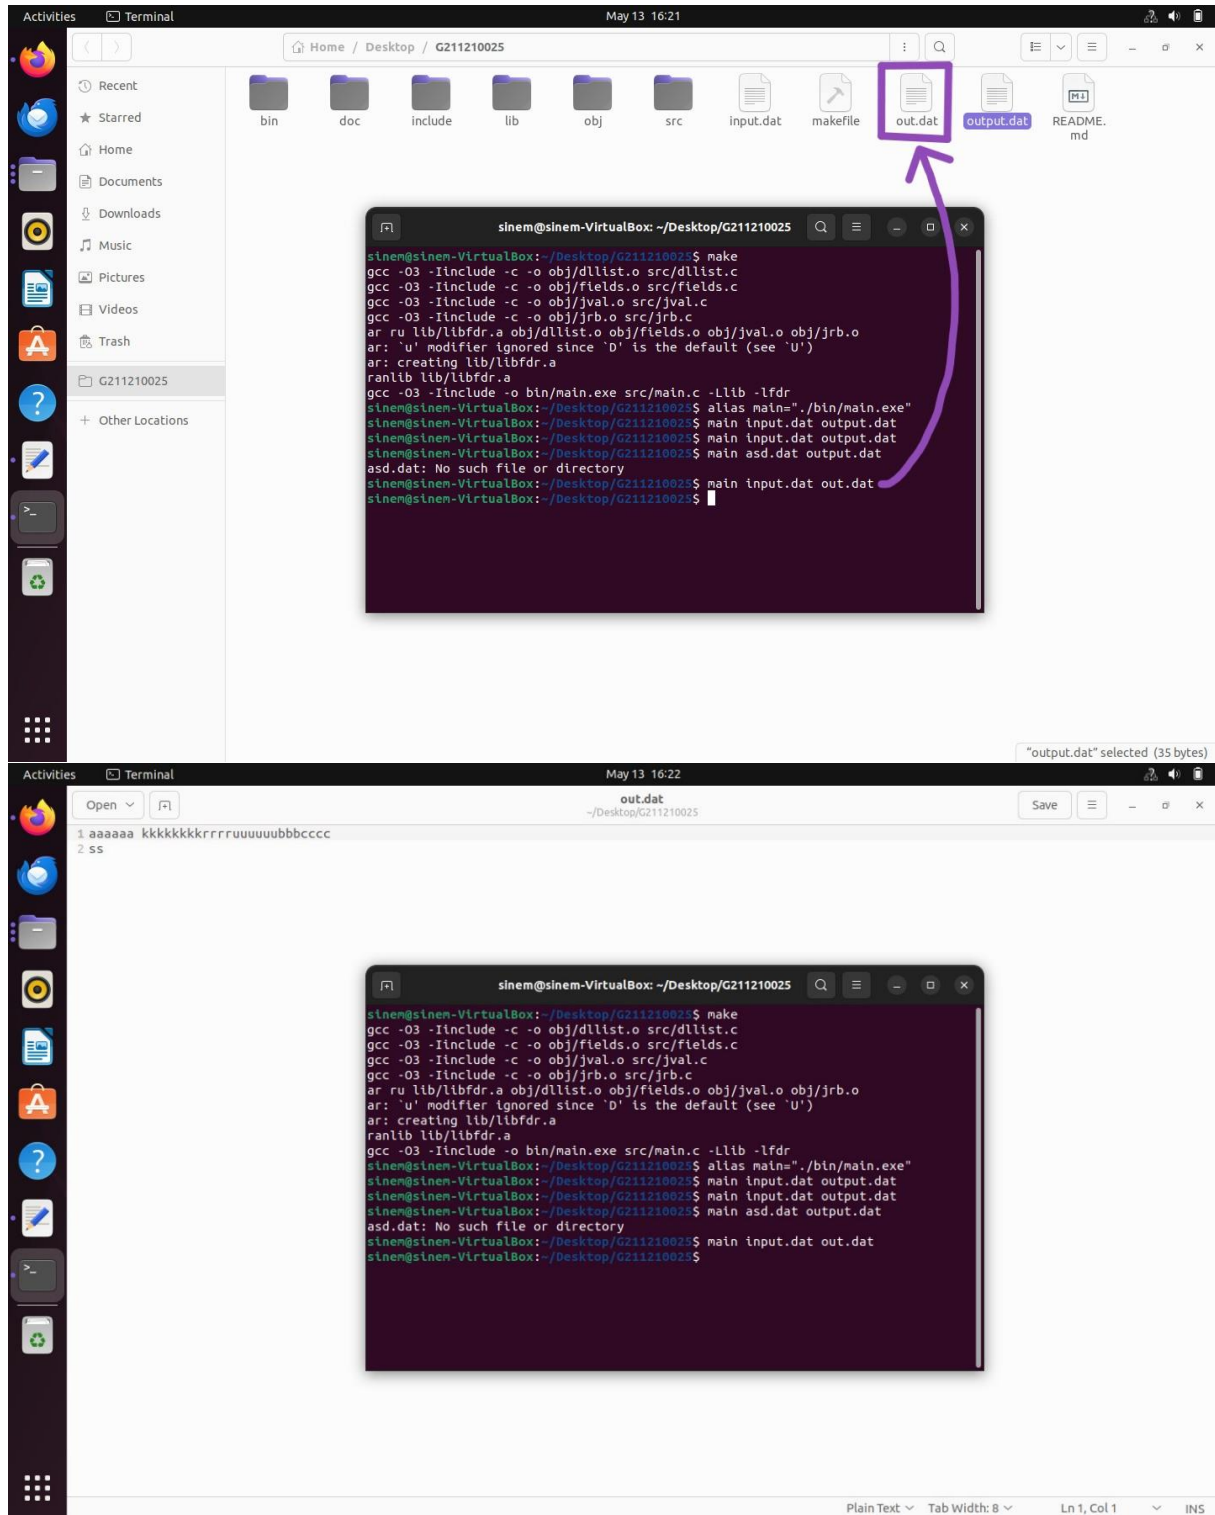 Activities Terminal May 13 16:21
Home / Desktop / G211210025
Recent
Starred
Home
Documents
Downloads
Music
Pictures
Videos
Trash
G211210025
+ Other Locations
bin doc include lib obj src input.dat makefile out.dat output.dat README.
md
sinem@sinem-VirtualBox: ~/Desktop/G211210025
sinem@sinem-VirtualBox:~/Desktop/G211210025$ make
gcc -O3 -Iinclude -c -o obj/dllist.o src/dllist.c
gcc -O3 -Iinclude -c -o obj/fields.o src/fields.c
gcc -O3 -Iinclude -c -o obj/jval.o src/jval.c
gcc -O3 -Iinclude -c -o obj/jrb.o src/jrb.c
ar ru lib/libfdr.a obj/dllist.o obj/fields.o obj/jval.o obj/jrb.o
ar: `u' modifier ignored since `D' is the default (see `U')
ar: creating lib/libfdr.a
ranlib lib/libfdr.a
gcc -O3 -Iinclude -o bin/main.exe src/main.c -Llib -lfdr
sinem@sinem-VirtualBox:~/Desktop/G211210025$ alias main="./bin/main.exe"
sinem@sinem-VirtualBox:~/Desktop/G211210025$ main input.dat output.dat
sinem@sinem-VirtualBox:~/Desktop/G211210025$ main input.dat output.dat
sinem@sinem-VirtualBox:~/Desktop/G211210025$ main asd.dat output.dat
asd.dat: No such file or directory
sinem@sinem-VirtualBox:~/Desktop/G211210025$ main input.dat out.dat
sinem@sinem-VirtualBox:~/Desktop/G211210025$
"output.dat" selected (35 bytes)
Activities Terminal May 13 16:22
Open out.dat Save
~/Desktop/G211210025
1 aaaaaa kkkkkkkkrrrruuuuuubbbcccc
2 ss
sinem@sinem-VirtualBox: ~/Desktop/G211210025
sinem@sinem-VirtualBox:~/Desktop/G211210025$ make
gcc -O3 -Iinclude -c -o obj/dllist.o src/dllist.c
gcc -O3 -Iinclude -c -o obj/fields.o src/fields.c
gcc -O3 -Iinclude -c -o obj/jval.o src/jval.c
gcc -O3 -Iinclude -c -o obj/jrb.o src/jrb.c
ar ru lib/libfdr.a obj/dllist.o obj/fields.o obj/jval.o obj/jrb.o
ar: `u' modifier ignored since `D' is the default (see `U')
ar: creating lib/libfdr.a
ranlib lib/libfdr.a
gcc -O3 -Iinclude -o bin/main.exe src/main.c -Llib -lfdr
sinem@sinem-VirtualBox:~/Desktop/G211210025$ alias main="./bin/main.exe"
sinem@sinem-VirtualBox:~/Desktop/G211210025$ main input.dat output.dat
sinem@sinem-VirtualBox:~/Desktop/G211210025$ main input.dat output.dat
sinem@sinem-VirtualBox:~/Desktop/G211210025$ main asd.dat output.dat
asd.dat: No such file or directory
sinem@sinem-VirtualBox:~/Desktop/G211210025$ main input.dat out.dat
sinem@sinem-VirtualBox:~/Desktop/G211210025$
Plain Text Tab Width: 8 Ln 1, Col 1 INS